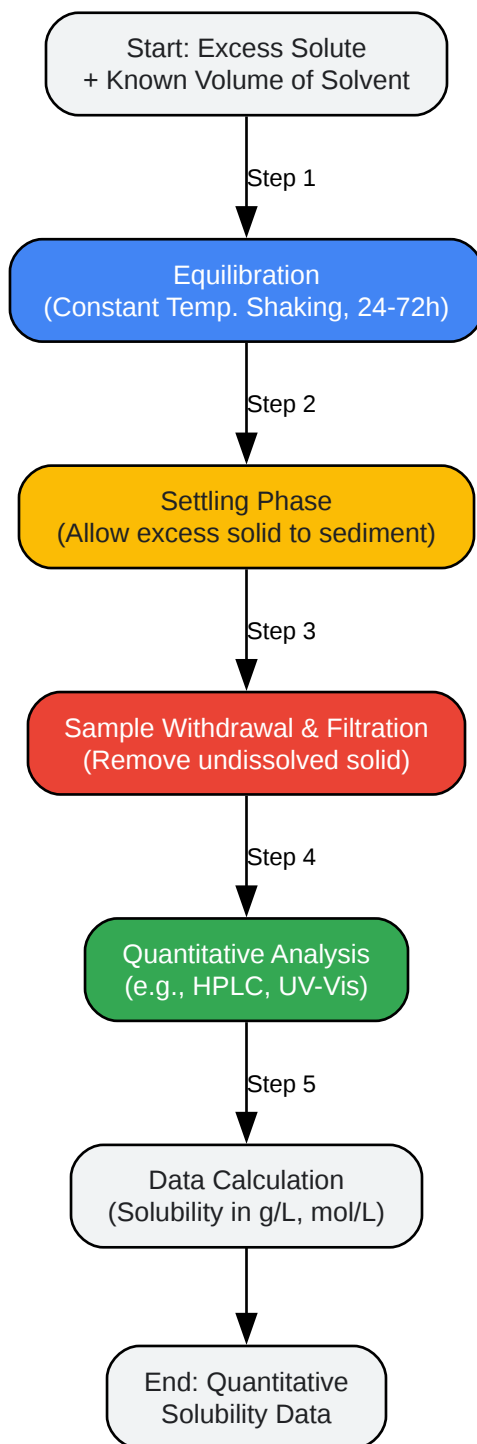 Start: Excess Solute
+ Known Volume of Solvent
Step 1
Equilibration
(Constant Temp. Shaking, 24-72h)
Step 2
Settling Phase
(Allow excess solid to sediment)
Step 3
Sample Withdrawal & Filtration
(Remove undissolved solid)
Step 4
Quantitative Analysis
(e.g., HPLC, UV-Vis)
Step 5
Data Calculation
(Solubility in g/L, mol/L)
End: Quantitative
Solubility Data